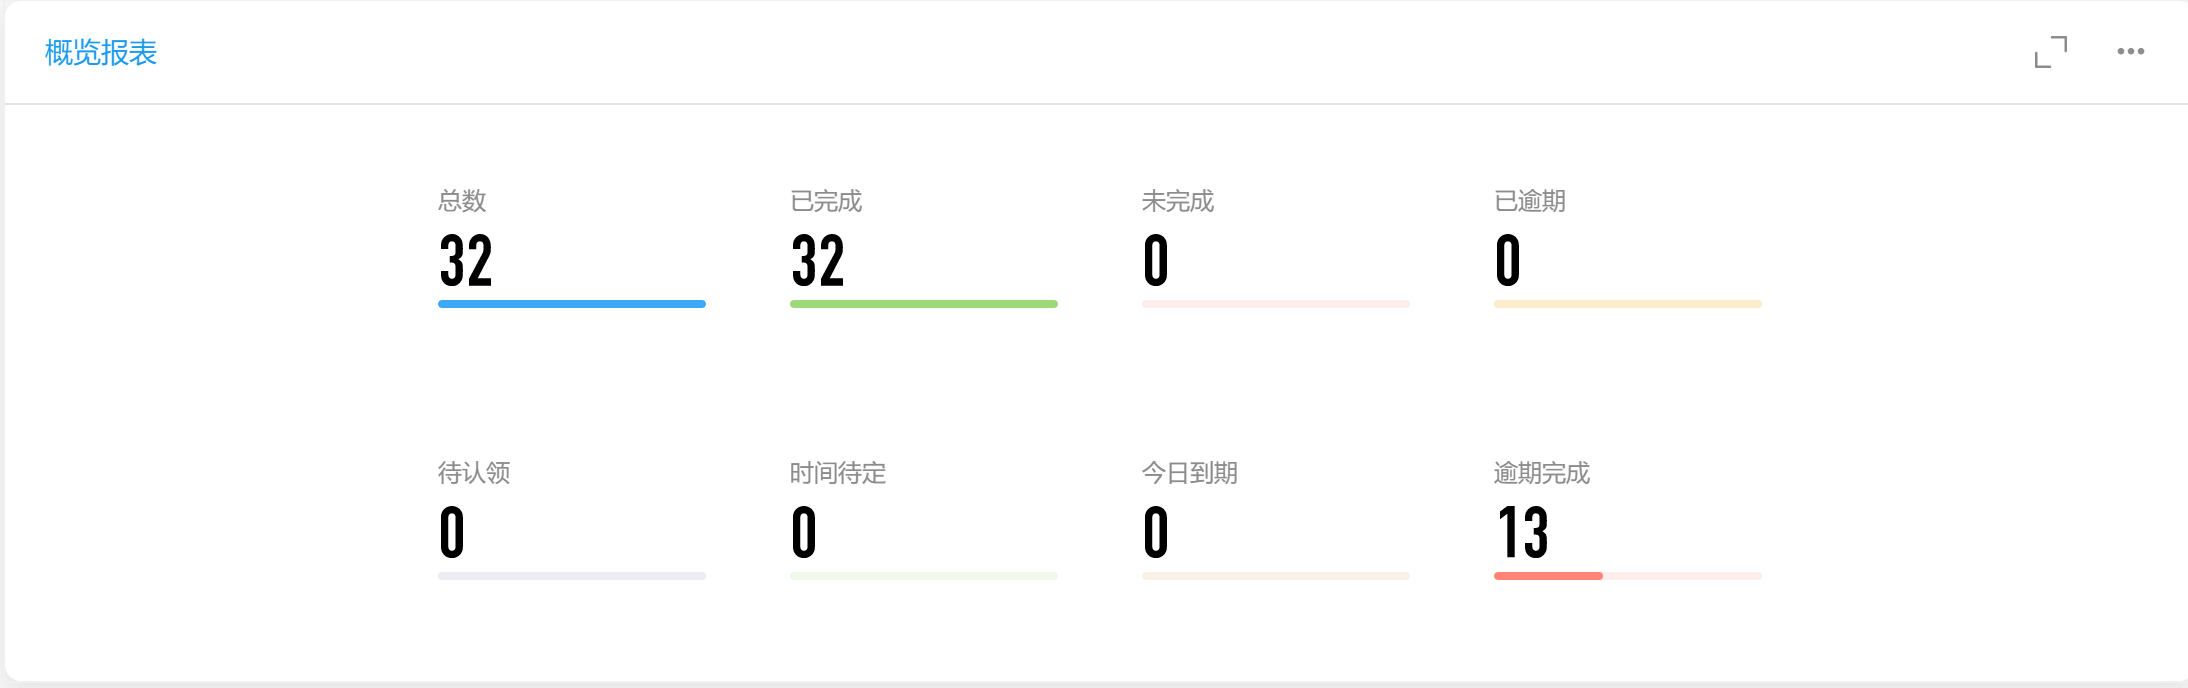 概览报表
总数 已完成 未完成 已逾期
32 32 0 0
待认领 时间待定 今日到期 逾期完成
0 0 0 13